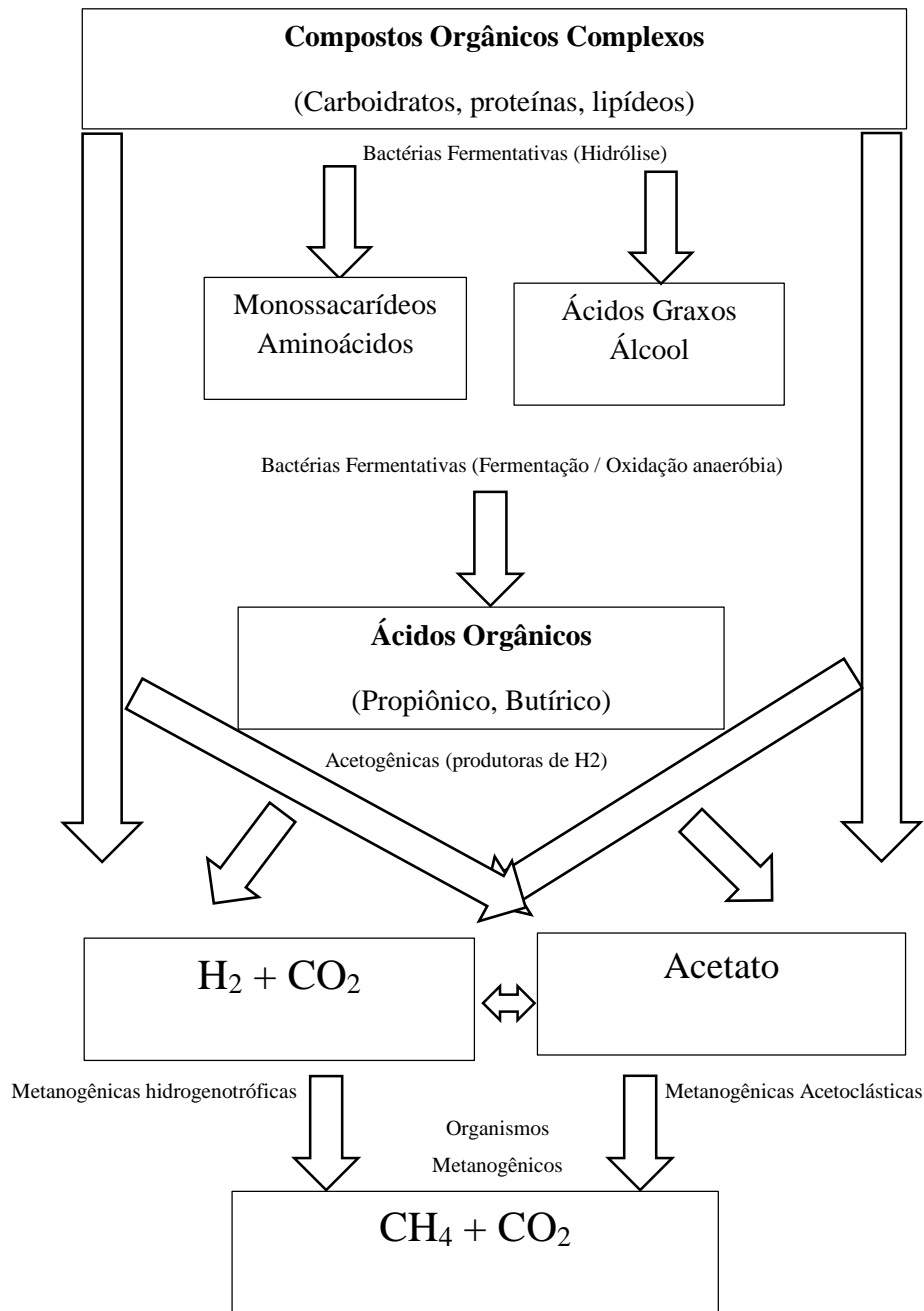 Compostos Orgânicos Complexos
(Carboidratos, proteínas, lipídeos)
Bactérias Fermentativas (Hidrólise)
Monossacarídeos
Aminoácidos
Ácidos Graxos
Álcool
Bactérias Fermentativas (Fermentação / Oxidação anaeróbia)
Ácidos Orgânicos
(Propiônico, Butírico)
Acetogênicas (produtoras de H2)
H₂ + CO₂
Acetato
Metanogênicas hidrogenotróficas
Metanogênicas Acetoclásticas
Organismos
Metanogênicos
CH₄ + CO₂